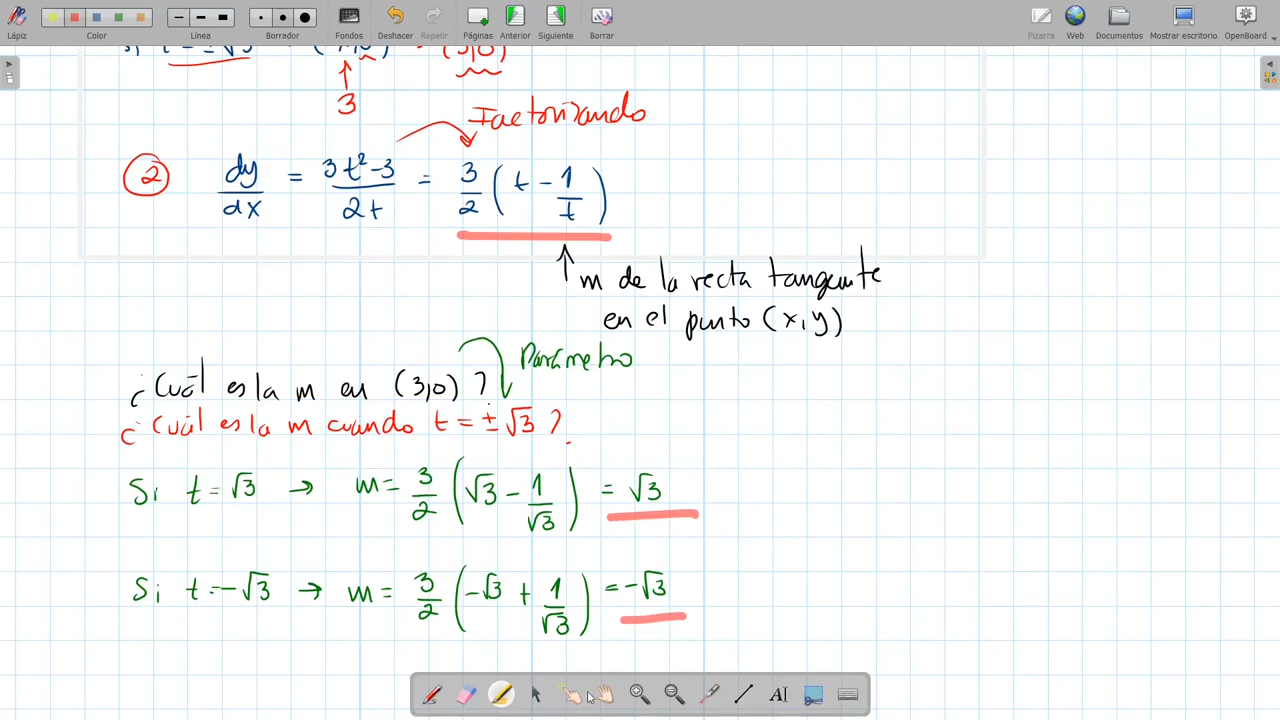 Lápiz Color Línea Borrador Fondos Deshacer Repetir Páginas Anterior Siguiente Borrar Pizarra Web Documentos Mostrar escritorio OpenBoard
t = ±√3 (3,0)
3
Factorizando
2 dy/dx = 3t²-3/2t = 3/2 (t - 1/t)
m de la recta tangente
en el punto (x,y)
Parámetro
¿Cuál es la m en (3,0)?
¿Cuál es la m cuando t = ±√3?
Si t = √3 → m = 3/2 (√3 - 1/√3) = √3
Si t = -√3 → m = 3/2 (-√3 + 1/√3) = -√3